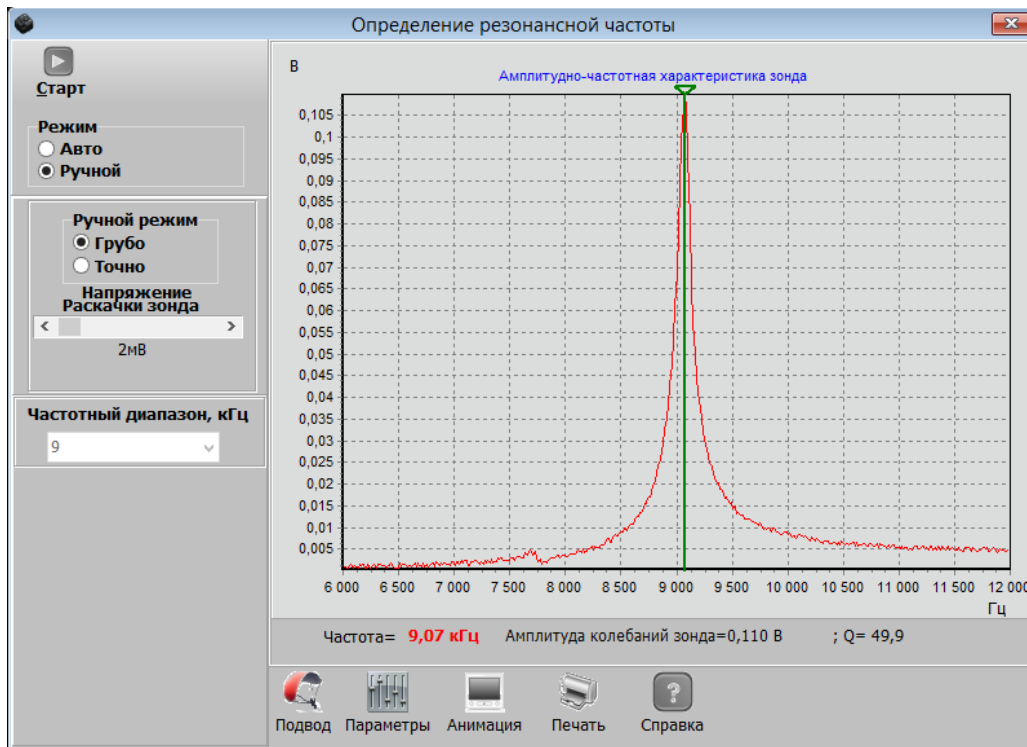 Определение резонансной частоты
Старт
Режим
Авто
Ручной
Ручной режим
Грубо
Точно
Напряжение
Раскачки зонда
2мВ
Частотный диапазон, кГц
9
В
Амплитудно-частотная характеристика зонда
0,105
0,1
0,095
0,09
0,085
0,08
0,075
0,07
0,065
0,06
0,055
0,05
0,045
0,04
0,035
0,03
0,025
0,02
0,015
0,01
0,005
6 000 6 500 7 000 7 500 8 000 8 500 9 000 9 500 10 000 10 500 11 000 11 500 12 000
Гц
Частота= 9,07 кГц Амплитуда колебаний зонда=0,110 В ; Q= 49,9
Подвод Параметры Анимация Печать Справка